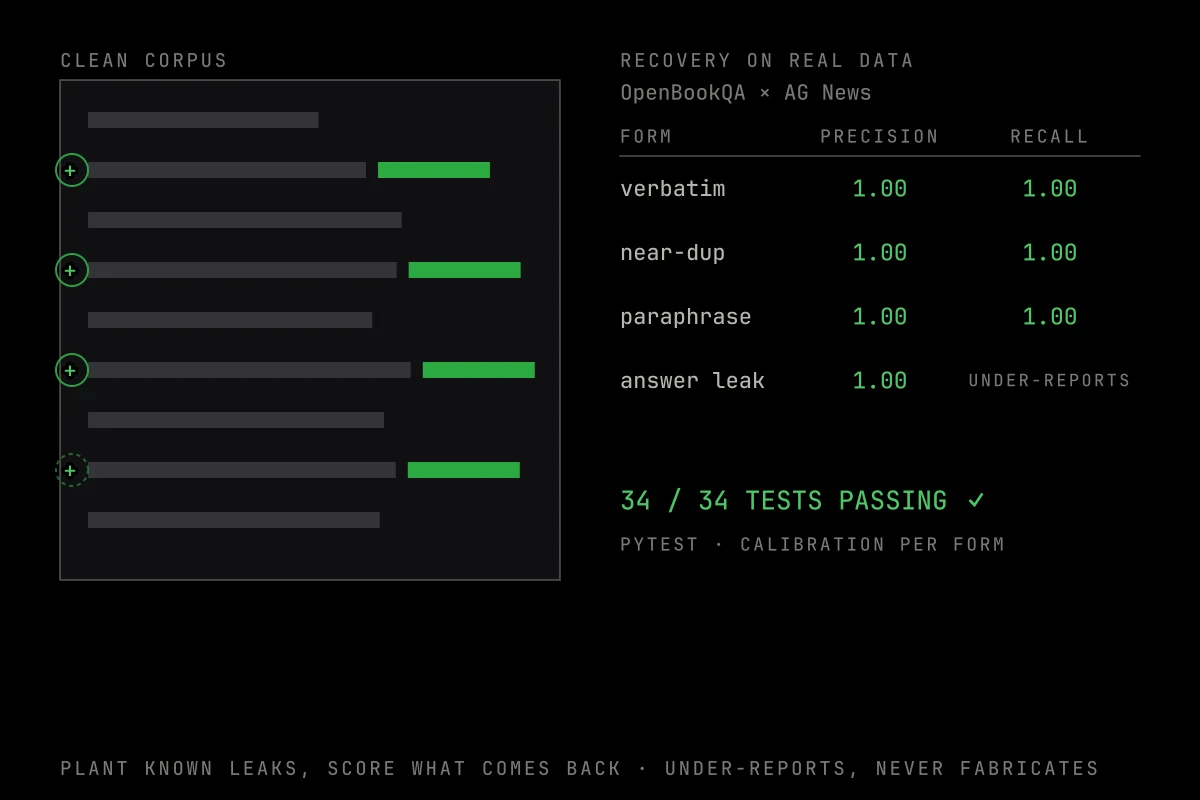 CLEAN CORPUS
+
+
+
+
RECOVERY ON REAL DATA
OpenBookQA × AG News
FORM PRECISION RECALL
verbatim 1.00 1.00
near-dup 1.00 1.00
paraphrase 1.00 1.00
answer leak 1.00 UNDER-REPORTS
34 / 34 TESTS PASSING ✓
PYTEST · CALIBRATION PER FORM
PLANT KNOWN LEAKS, SCORE WHAT COMES BACK · UNDER-REPORTS, NEVER FABRICATES